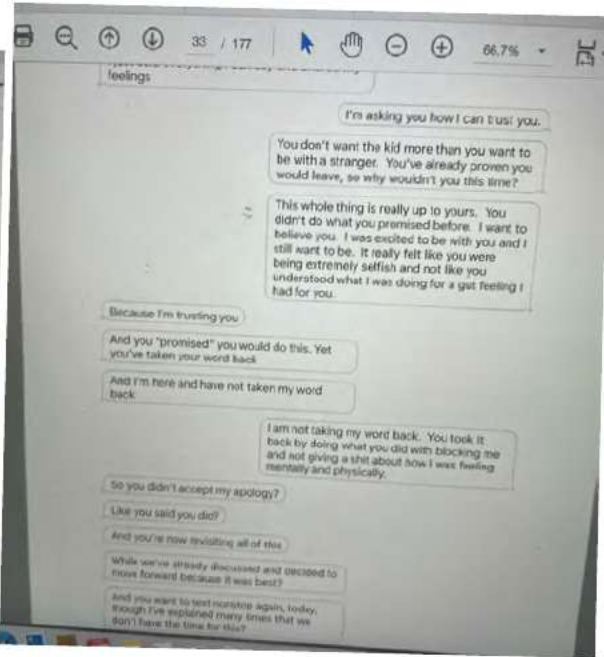 33 / 177
66.7%
feelings
I'm asking you how I can trust you.
You don't want the kid more than you want to
be with a stranger. You've already proven you
would leave, so why wouldn't you this time?
This whole thing is really up to yours. You
didn't do what you promised before. I want to
believe you. I was excited to be with you and I
still want to be. It really felt like you were
being extremely selfish and not like you
understood what I was doing for a gut feeling I
had for you.
Because I'm trusting you
And you "promised" you would do this. Yet
you've taken your word back
And I'm here and have not taken my word
back
I am not taking my word back. You took it
back by doing what you did with blocking me
and not giving a shit about how I was feeling
mentally and physically.
So you didn't accept my apology?
Like you said you did?
And you're now revisiting all of this
While we've already discussed and decided to
move forward because it was best?
And you want to text nonstop again, today,
though I've explained many times that we
don't have the time for this?